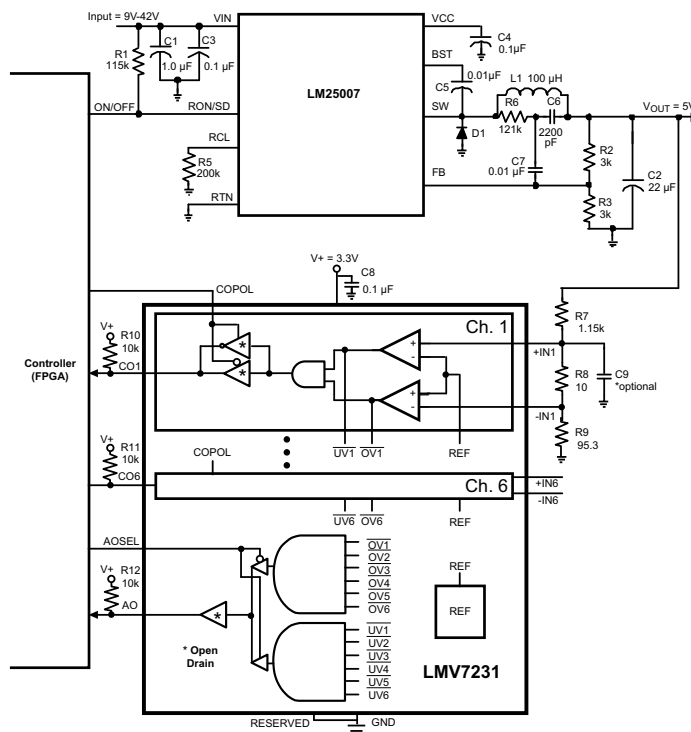 Input = 9V-42V
VIN
VCC
C4
0.1µF
R1
115k
C1
1.0 µF
C3
0.1 µF
BST
0.01µF
C5
L1 100 µH
LM25007
ON/OFF
RON/SD
SW
R6
121k
C6
2200
pF
VOUT = 5V
D1
RCL
R5
200k
C7
0.01 µF
R2
3k
C2
22 µF
FB
RTN
R3
3k
V+ = 3.3V
C8
0.1 µF
COPOL
Ch. 1
R7
1.15k
V+
R10
10k
CO1
*
*
+
-
+
-
+IN1
R8
10
C9
*optional
Controller
(FPGA)
-IN1
R9
95.3
UV1
OV1
REF
V+
R11
10k
CO6
COPOL
Ch. 6
+IN6
-IN6
UV6
OV6
REF
AOSEL
OV1
OV2
OV3
OV4
OV5
OV6
REF
REF
V+
R12
10k
AO
*
* Open
Drain
UV1
UV2
UV3
UV4
UV5
UV6
LMV7231
RESERVED
GND